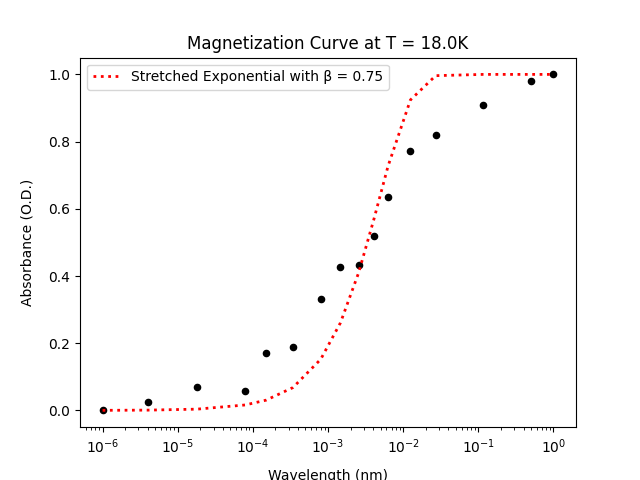 Magnetization Curve at T = 18.0K
Stretched Exponential with β = 0.75
Absorbance (O.D.)
1.0
0.8
0.6
0.4
0.2
0.0
10⁻⁶ 10⁻⁵ 10⁻⁴ 10⁻³ 10⁻² 10⁻¹ 10⁰
Wavelength (nm)